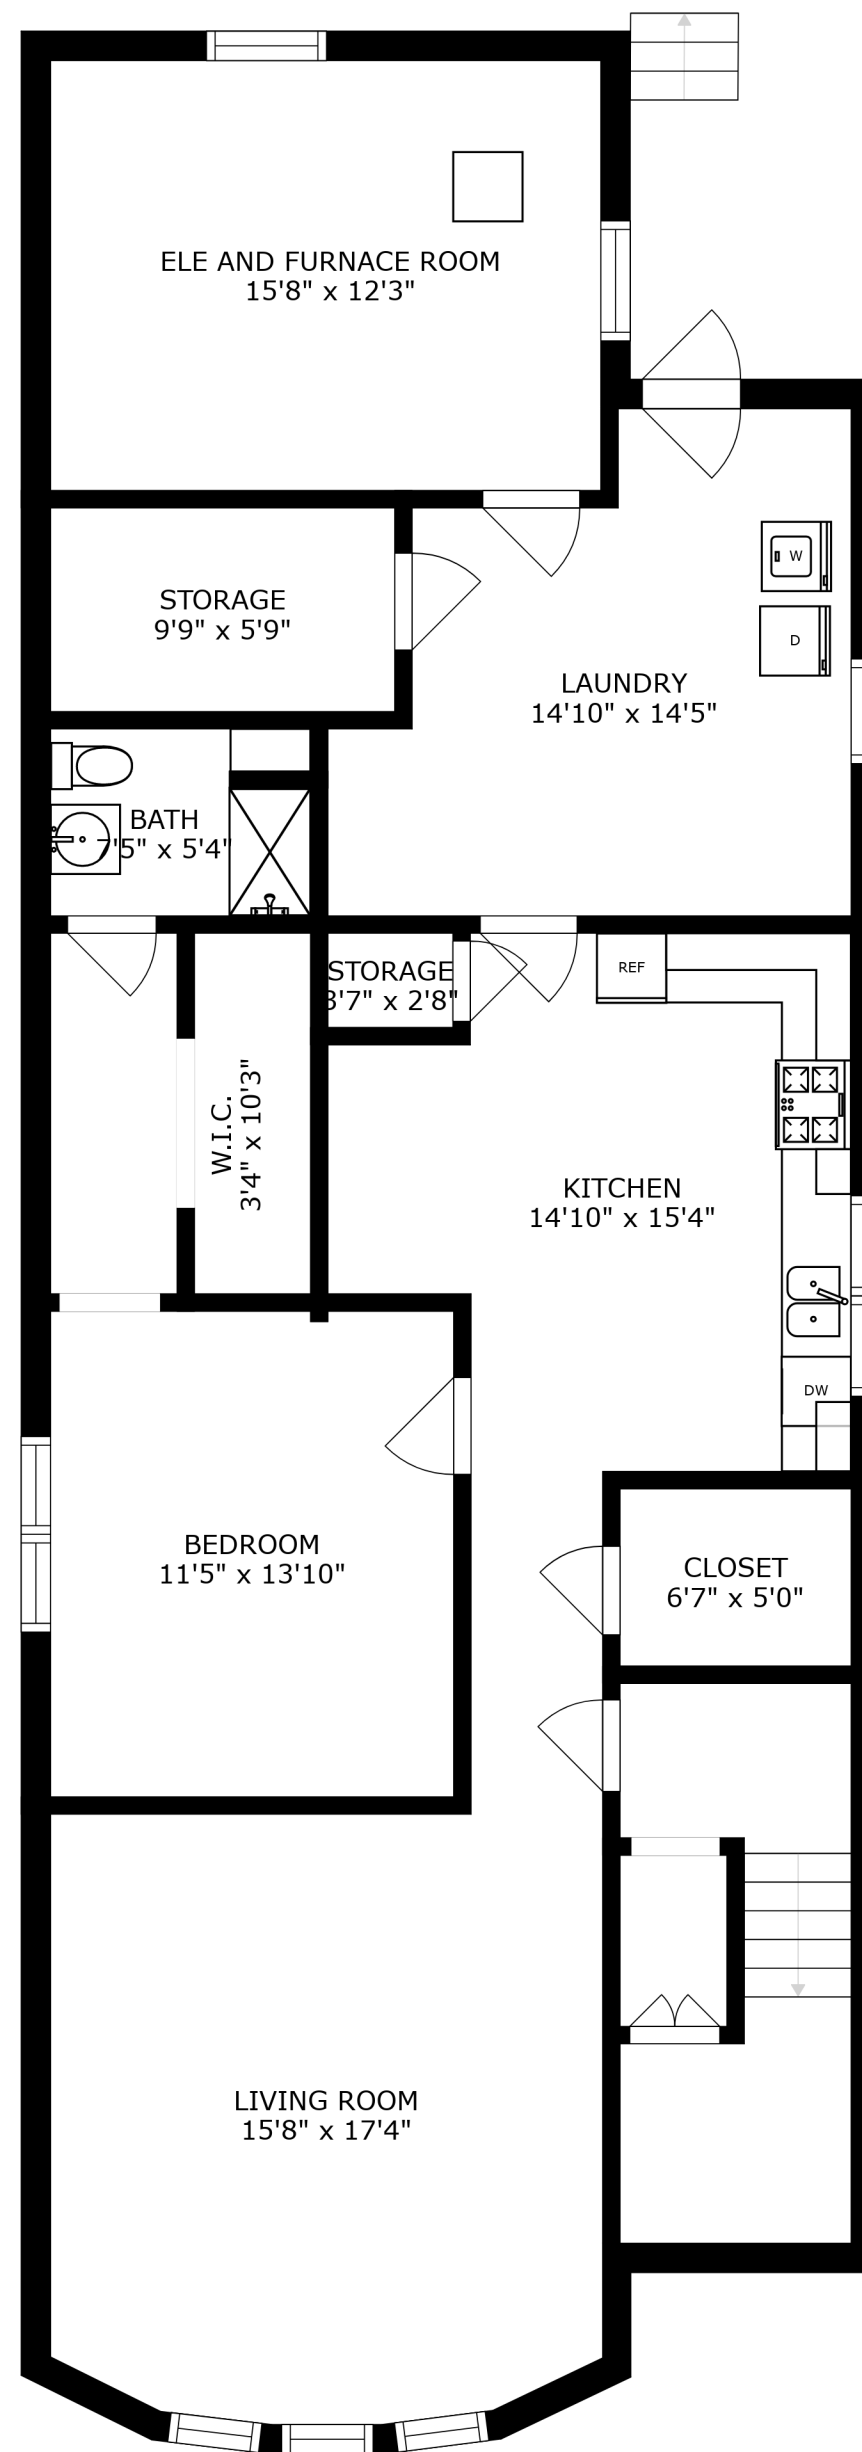 ELE AND FURNACE ROOM
15'8" x 12'3"
W
STORAGE
9'9" x 5'9"
D
LAUNDRY
14'10" x 14'5"
BATH
x 5'4"
REF
STORAGE
x 2'8"
W.I.C.
3'4" x 10'3"
KITCHEN
14'10" x 15'4"
DW
BEDROOM
11'5" x 13'10"
CLOSET
6'7" x 5'0"
LIVING ROOM
15'8" x 17'4"